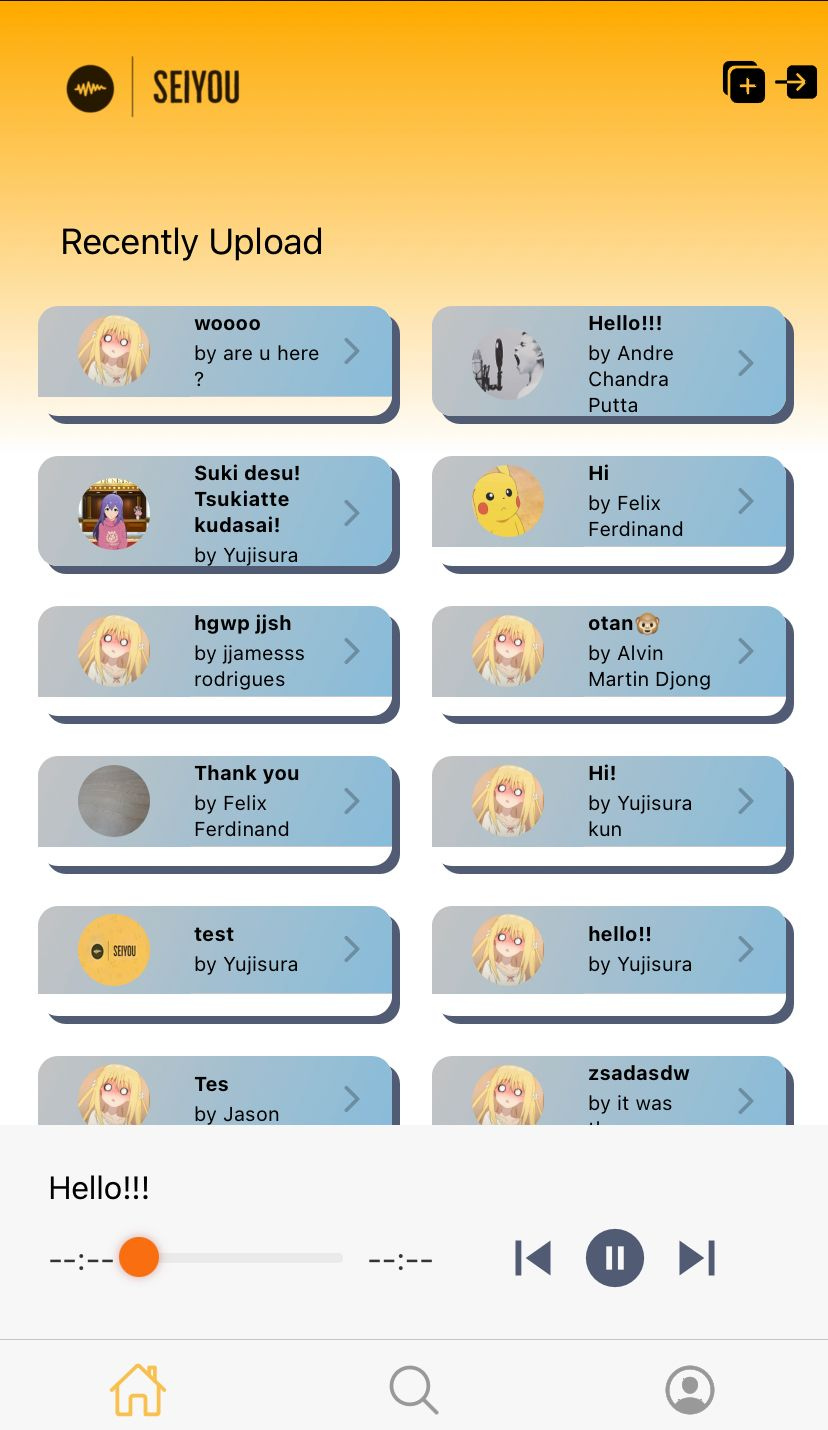 SEIYOU
Recently Upload
woooo
by are u here
?
Hello!!!
by Andre
Chandra
Putta
Suki desu!
Tsukiatte
kudasai!
by Yujisura
Hi
by Felix
Ferdinand
hgwp jjsh
by jjamesss
rodrigues
otan🐵
by Alvin
Martin Djong
Thank you
by Felix
Ferdinand
Hi!
by Yujisura
kun
SEIYOU
test
by Yujisura
hello!!
by Yujisura
Tes
by Jason
zsadasdw
by it was
Hello!!!
--:-- --:--